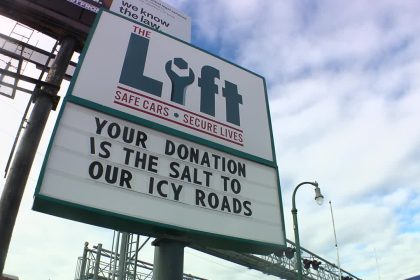 we know
the law
THE
Lift
SAFE CARS • SECURE LIVES
YOUR DONATION
IS THE SALT TO
OUR ICY ROADS